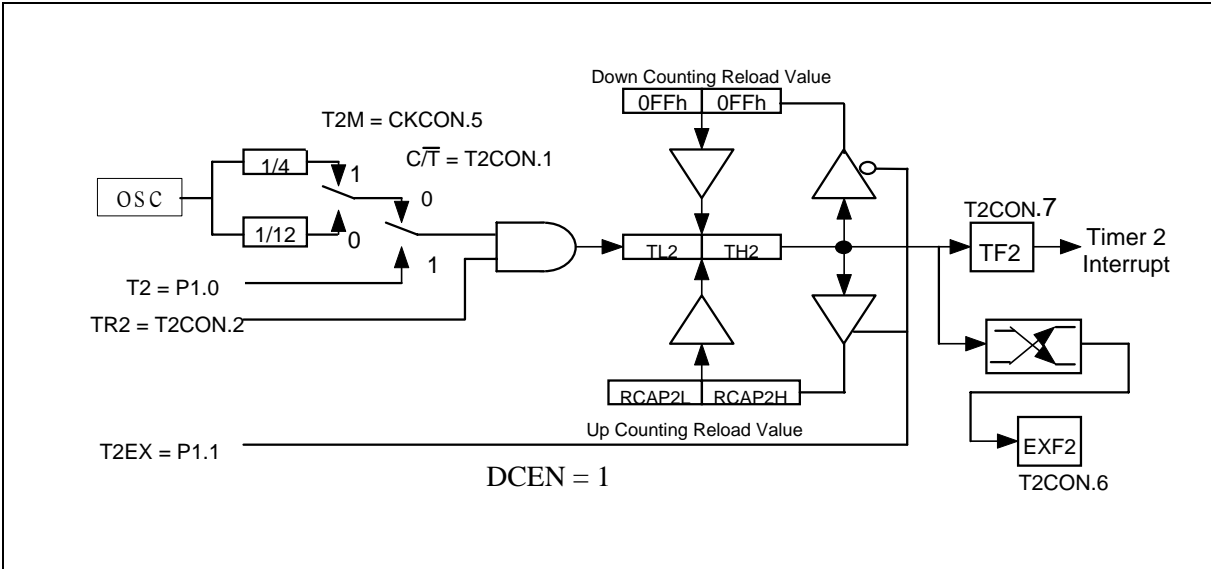 Down Counting Reload Value
0FFh 0FFh
T2M = CKCON.5
C/T̅ = T2CON.1
1/4
1
OSC
0
T2CON.7
1/12
0
TL2 TH2
TF2
Timer 2
Interrupt
1
T2 = P1.0
TR2 = T2CON.2
RCAP2L RCAP2H
Up Counting Reload Value
T2EX = P1.1
EXF2
DCEN = 1
T2CON.6